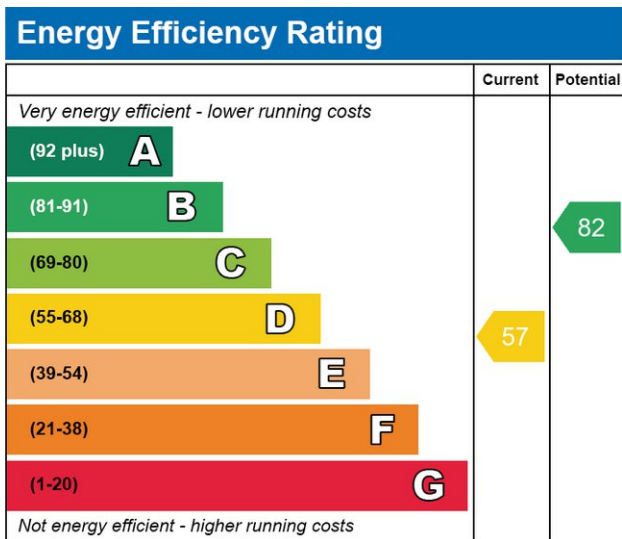 Energy Efficiency Rating
Current Potential
Very energy efficient - lower running costs
(92 plus) A
(81-91) B
82
(69-80) C
(55-68) D
57
(39-54) E
(21-38) F
(1-20) G
Not energy efficient - higher running costs